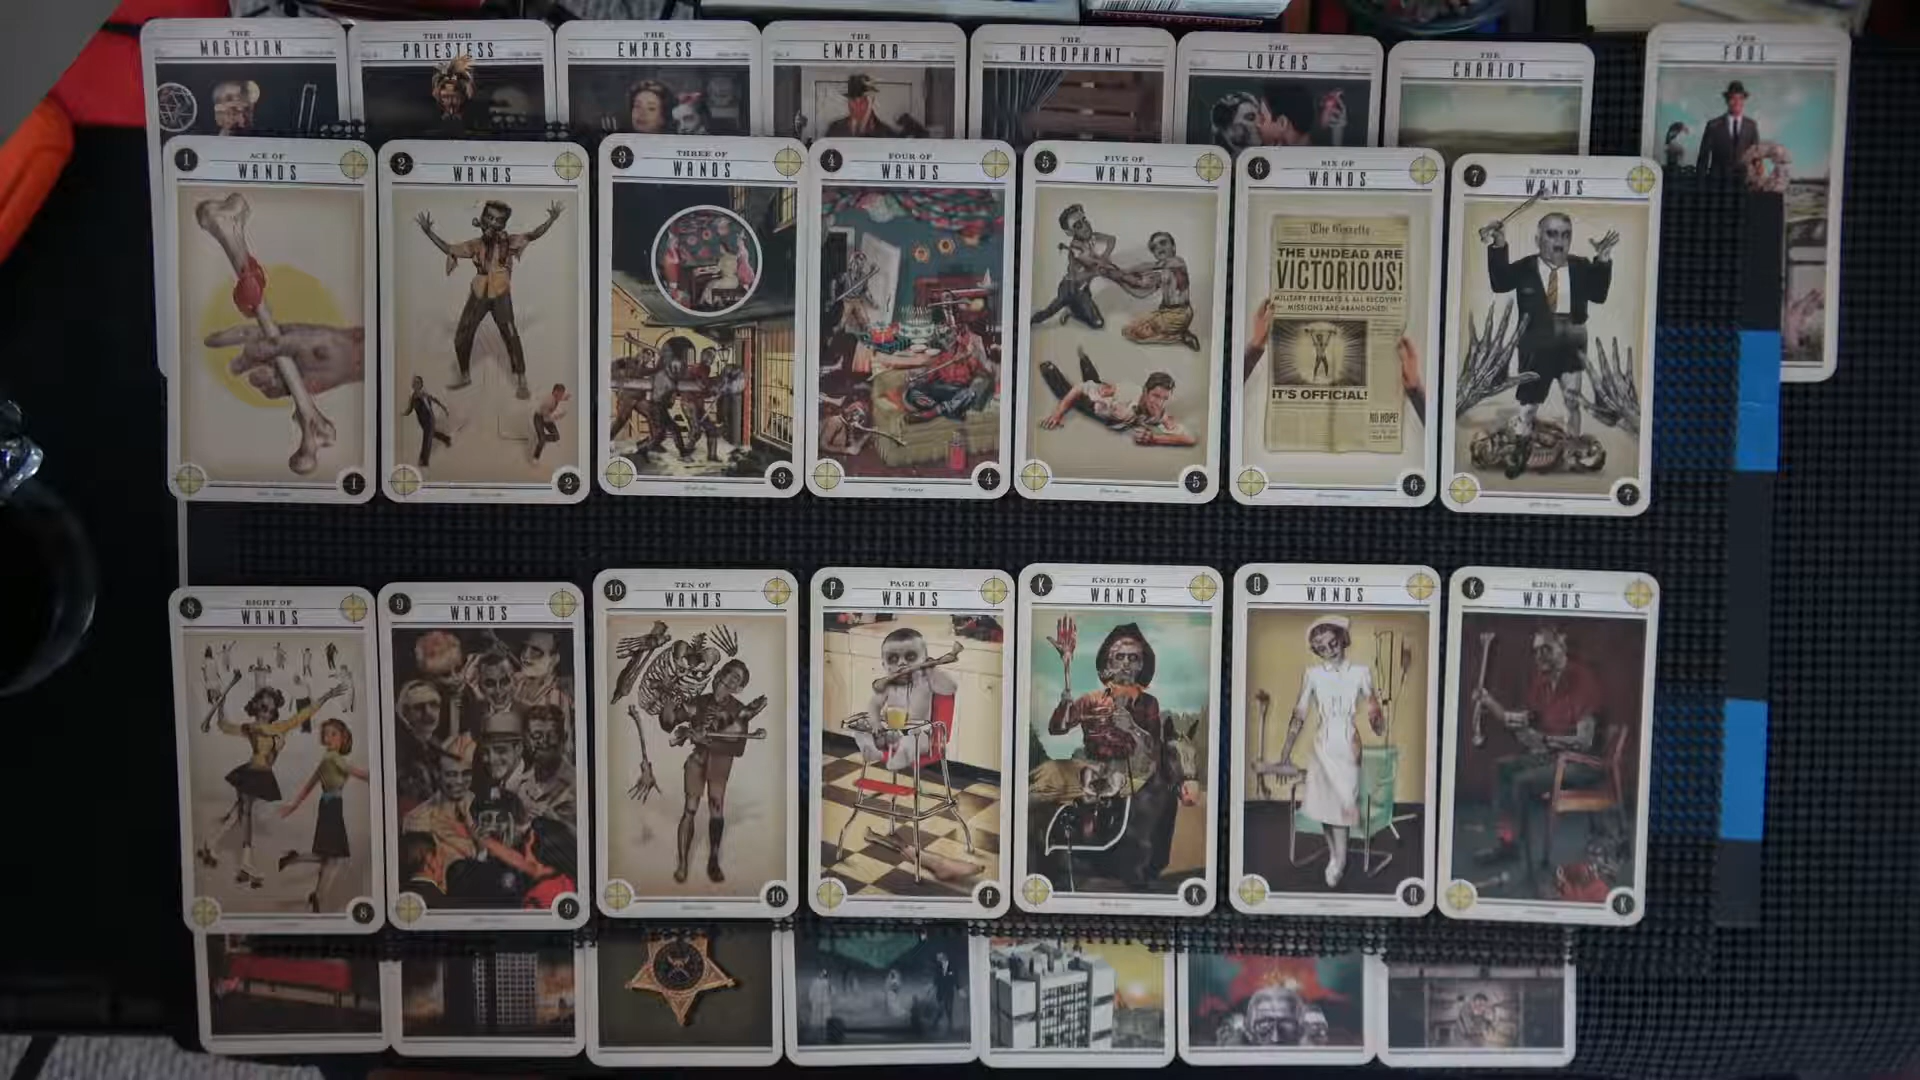 THE
MAGICIAN
THE HIGH
PRIESTESS
THE
EMPRESS
THE
EMPEROR
THE
HIEROPHANT
THE
LOVERS
THE
CHARIOT
THE
FOOL
1
ACE OF
WANDS
1
2
TWO OF
WANDS
2
3
THREE OF
WANDS
3
4
FOUR OF
WANDS
4
5
FIVE OF
WANDS
5
6
SIX OF
WANDS
The Gazette
THE UNDEAD ARE
VICTORIOUS!
MILITARY RETREATS & ALL RECOVERY
MISSIONS ARE ABANDONED!
IT'S OFFICIAL!
NO HOPE!
6
7
SEVEN OF
WANDS
7
8
EIGHT OF
WANDS
8
9
NINE OF
WANDS
9
10
TEN OF
WANDS
10
P
PAGE OF
WANDS
P
K
KNIGHT OF
WANDS
K
Q
QUEEN OF
WANDS
Q
K
KING OF
WANDS
K